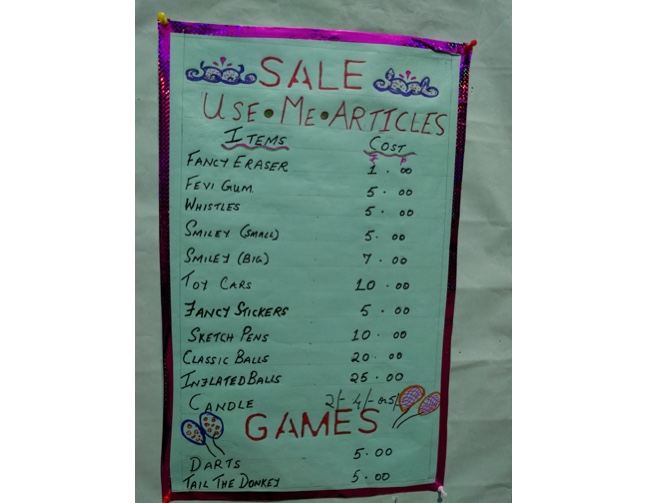 SALE
USE•ME•ARTICLES
ITEMS COST
FANCY ERASER 1.00
FEVI GUM 5.00
WHISTLES 5.00
SMILEY (SMALL) 5.00
SMILEY (BIG) 7.00
TOY CARS 10.00
FANCY STICKERS 5.00
SKETCH PENS 10.00
CLASSIC BALLS 20.00
INFLATED BALLS 25.00
CANDLE 2/- 4/- or 5/-
GAMES
DARTS 5.00
TAIL THE DONKEY 5.00